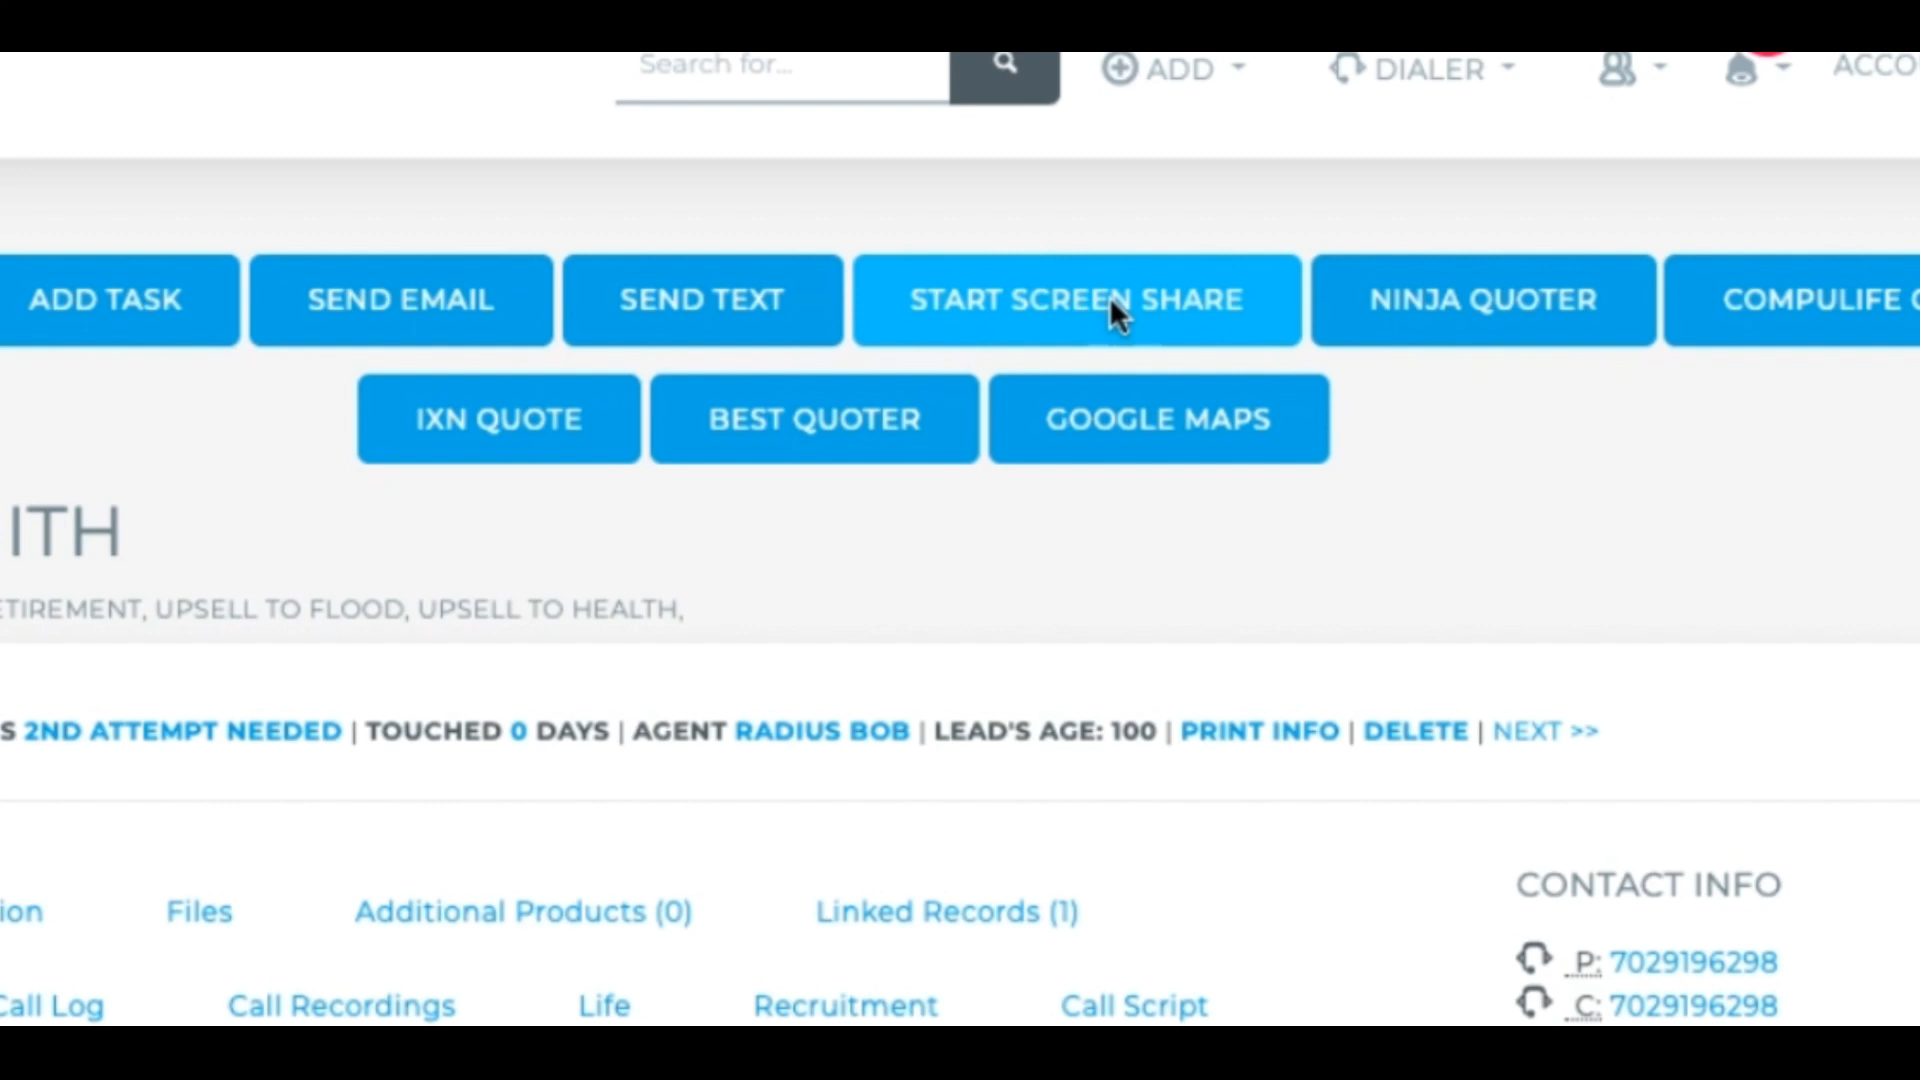 Search for... ADD DIALER ACCO
ADD TASK SEND EMAIL SEND TEXT START SCREEN SHARE NINJA QUOTER COMPULIFE
IXN QUOTE BEST QUOTER GOOGLE MAPS
ITH
ETIREMENT, UPSELL TO FLOOD, UPSELL TO HEALTH,
S 2ND ATTEMPT NEEDED | TOUCHED 0 DAYS | AGENT RADIUS BOB | LEAD'S AGE: 100 | PRINT INFO | DELETE | NEXT >>
CONTACT INFO
ion Files Additional Products (0) Linked Records (1)
P: 7029196298
Call Log Call Recordings Life Recruitment Call Script
C: 7029196298